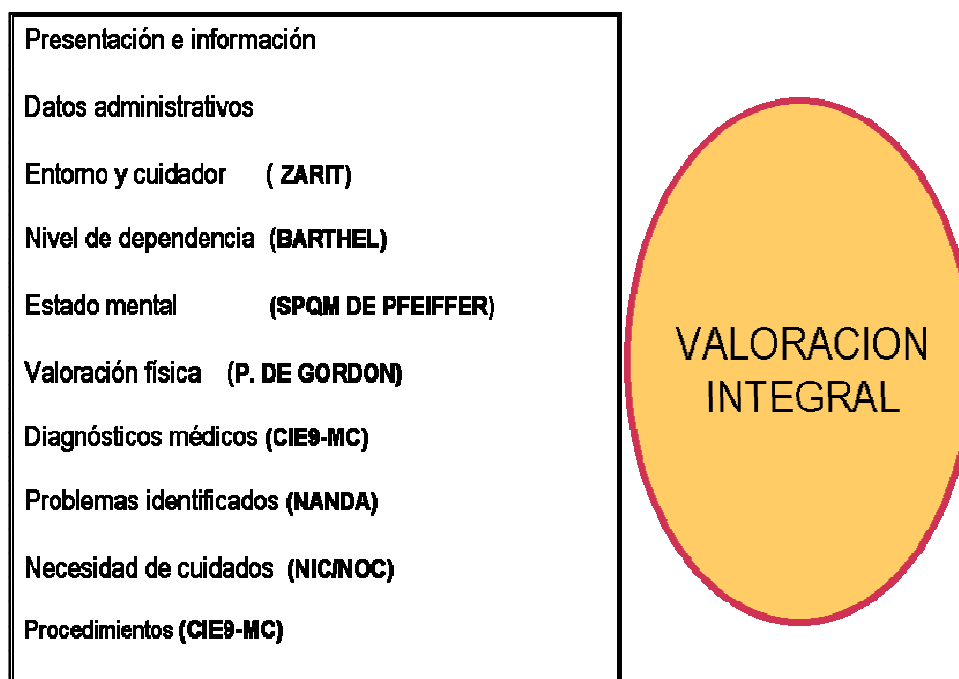 Presentación e información
Datos administrativos
Entorno y cuidador ( ZARIT)
Nivel de dependencia (BARTHEL)
Estado mental (SPQM DE PFEIFFER)
Valoración física (P. DE GORDON)
Diagnósticos médicos (CIE9-MC)
Problemas identificados (NANDA)
Necesidad de cuidados (NIC/NOC)
Procedimientos (CIE9-MC)
VALORACION
INTEGRAL